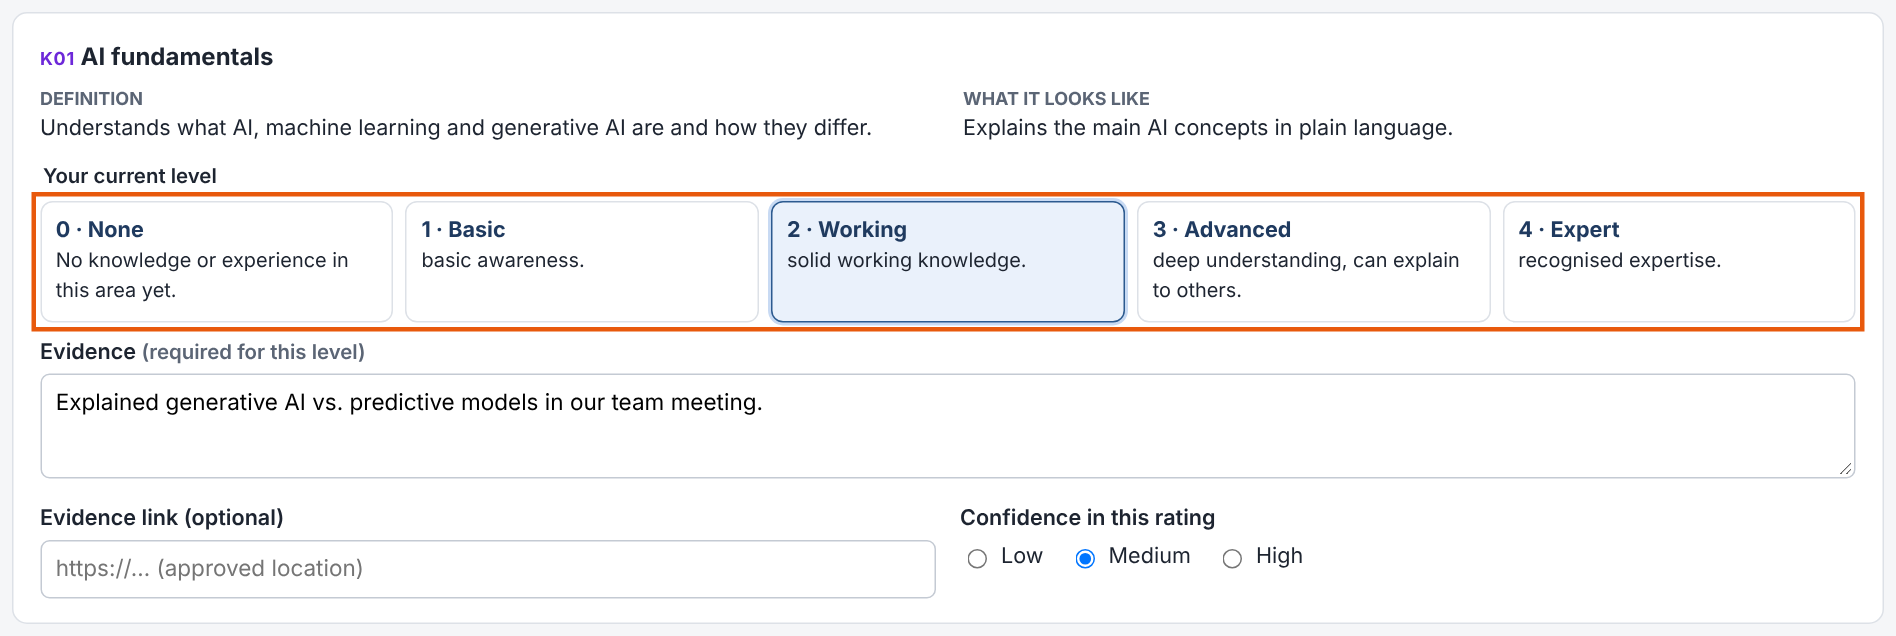 K01 AI fundamentals
DEFINITION
Understands what AI, machine learning and generative AI are and how they differ.
WHAT IT LOOKS LIKE
Explains the main AI concepts in plain language.
Your current level
0 · None
No knowledge or experience in
this area yet.
1 · Basic
basic awareness.
2 · Working
solid working knowledge.
3 · Advanced
deep understanding, can explain
to others.
4 · Expert
recognised expertise.
Evidence (required for this level)
Explained generative AI vs. predictive models in our team meeting.
Evidence link (optional)
https://... (approved location)
Confidence in this rating
Low
Medium
High